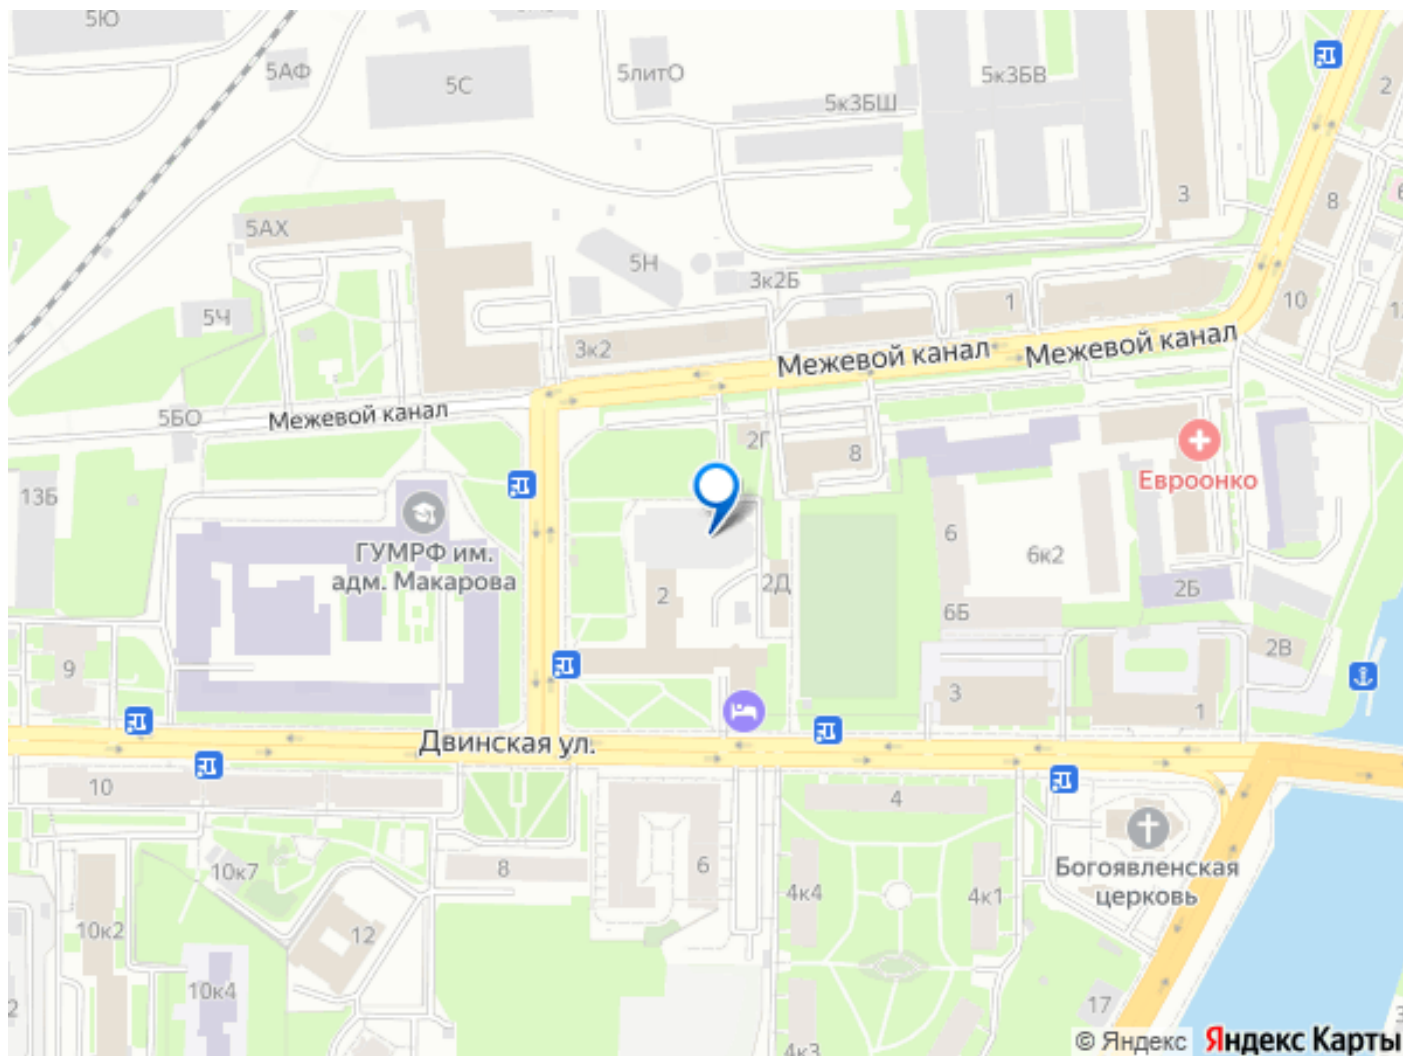 5Ю
5АФ
5С
5литО
5к3БВ
5к3БШ
2
3
8
5АХ
5Н
3к2Б
5Ч
1
10
3к2
Межевой канал
Межевой канал
Межевой канал
5БО
2Г
8
Евроонко
13Б
ГУМРФ им.
адм. Макарова
6
6к2
2
2Д
2Б
6Б
2В
9
3
1
Двинская ул.
10
4
Богоявленская
церковь
8
6
10к7
4к4
4к1
10к2
12
10к4
17
4к3
© Яндекс
Яндекс Карты